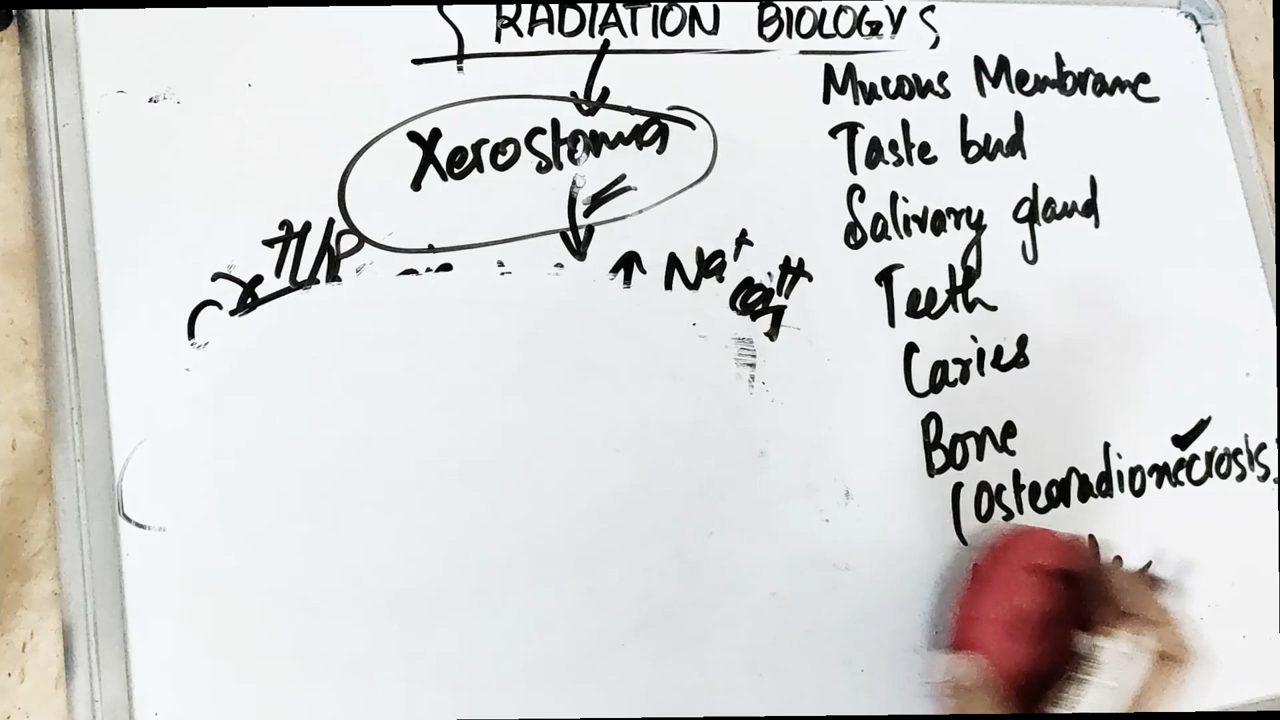 { RADIATION BIOLOGY }
Xerostomia
↑ Na+
Mucous Membrane
Taste bud
Salivary gland
Teeth
Caries
Bone
(osteoradionecrosis)